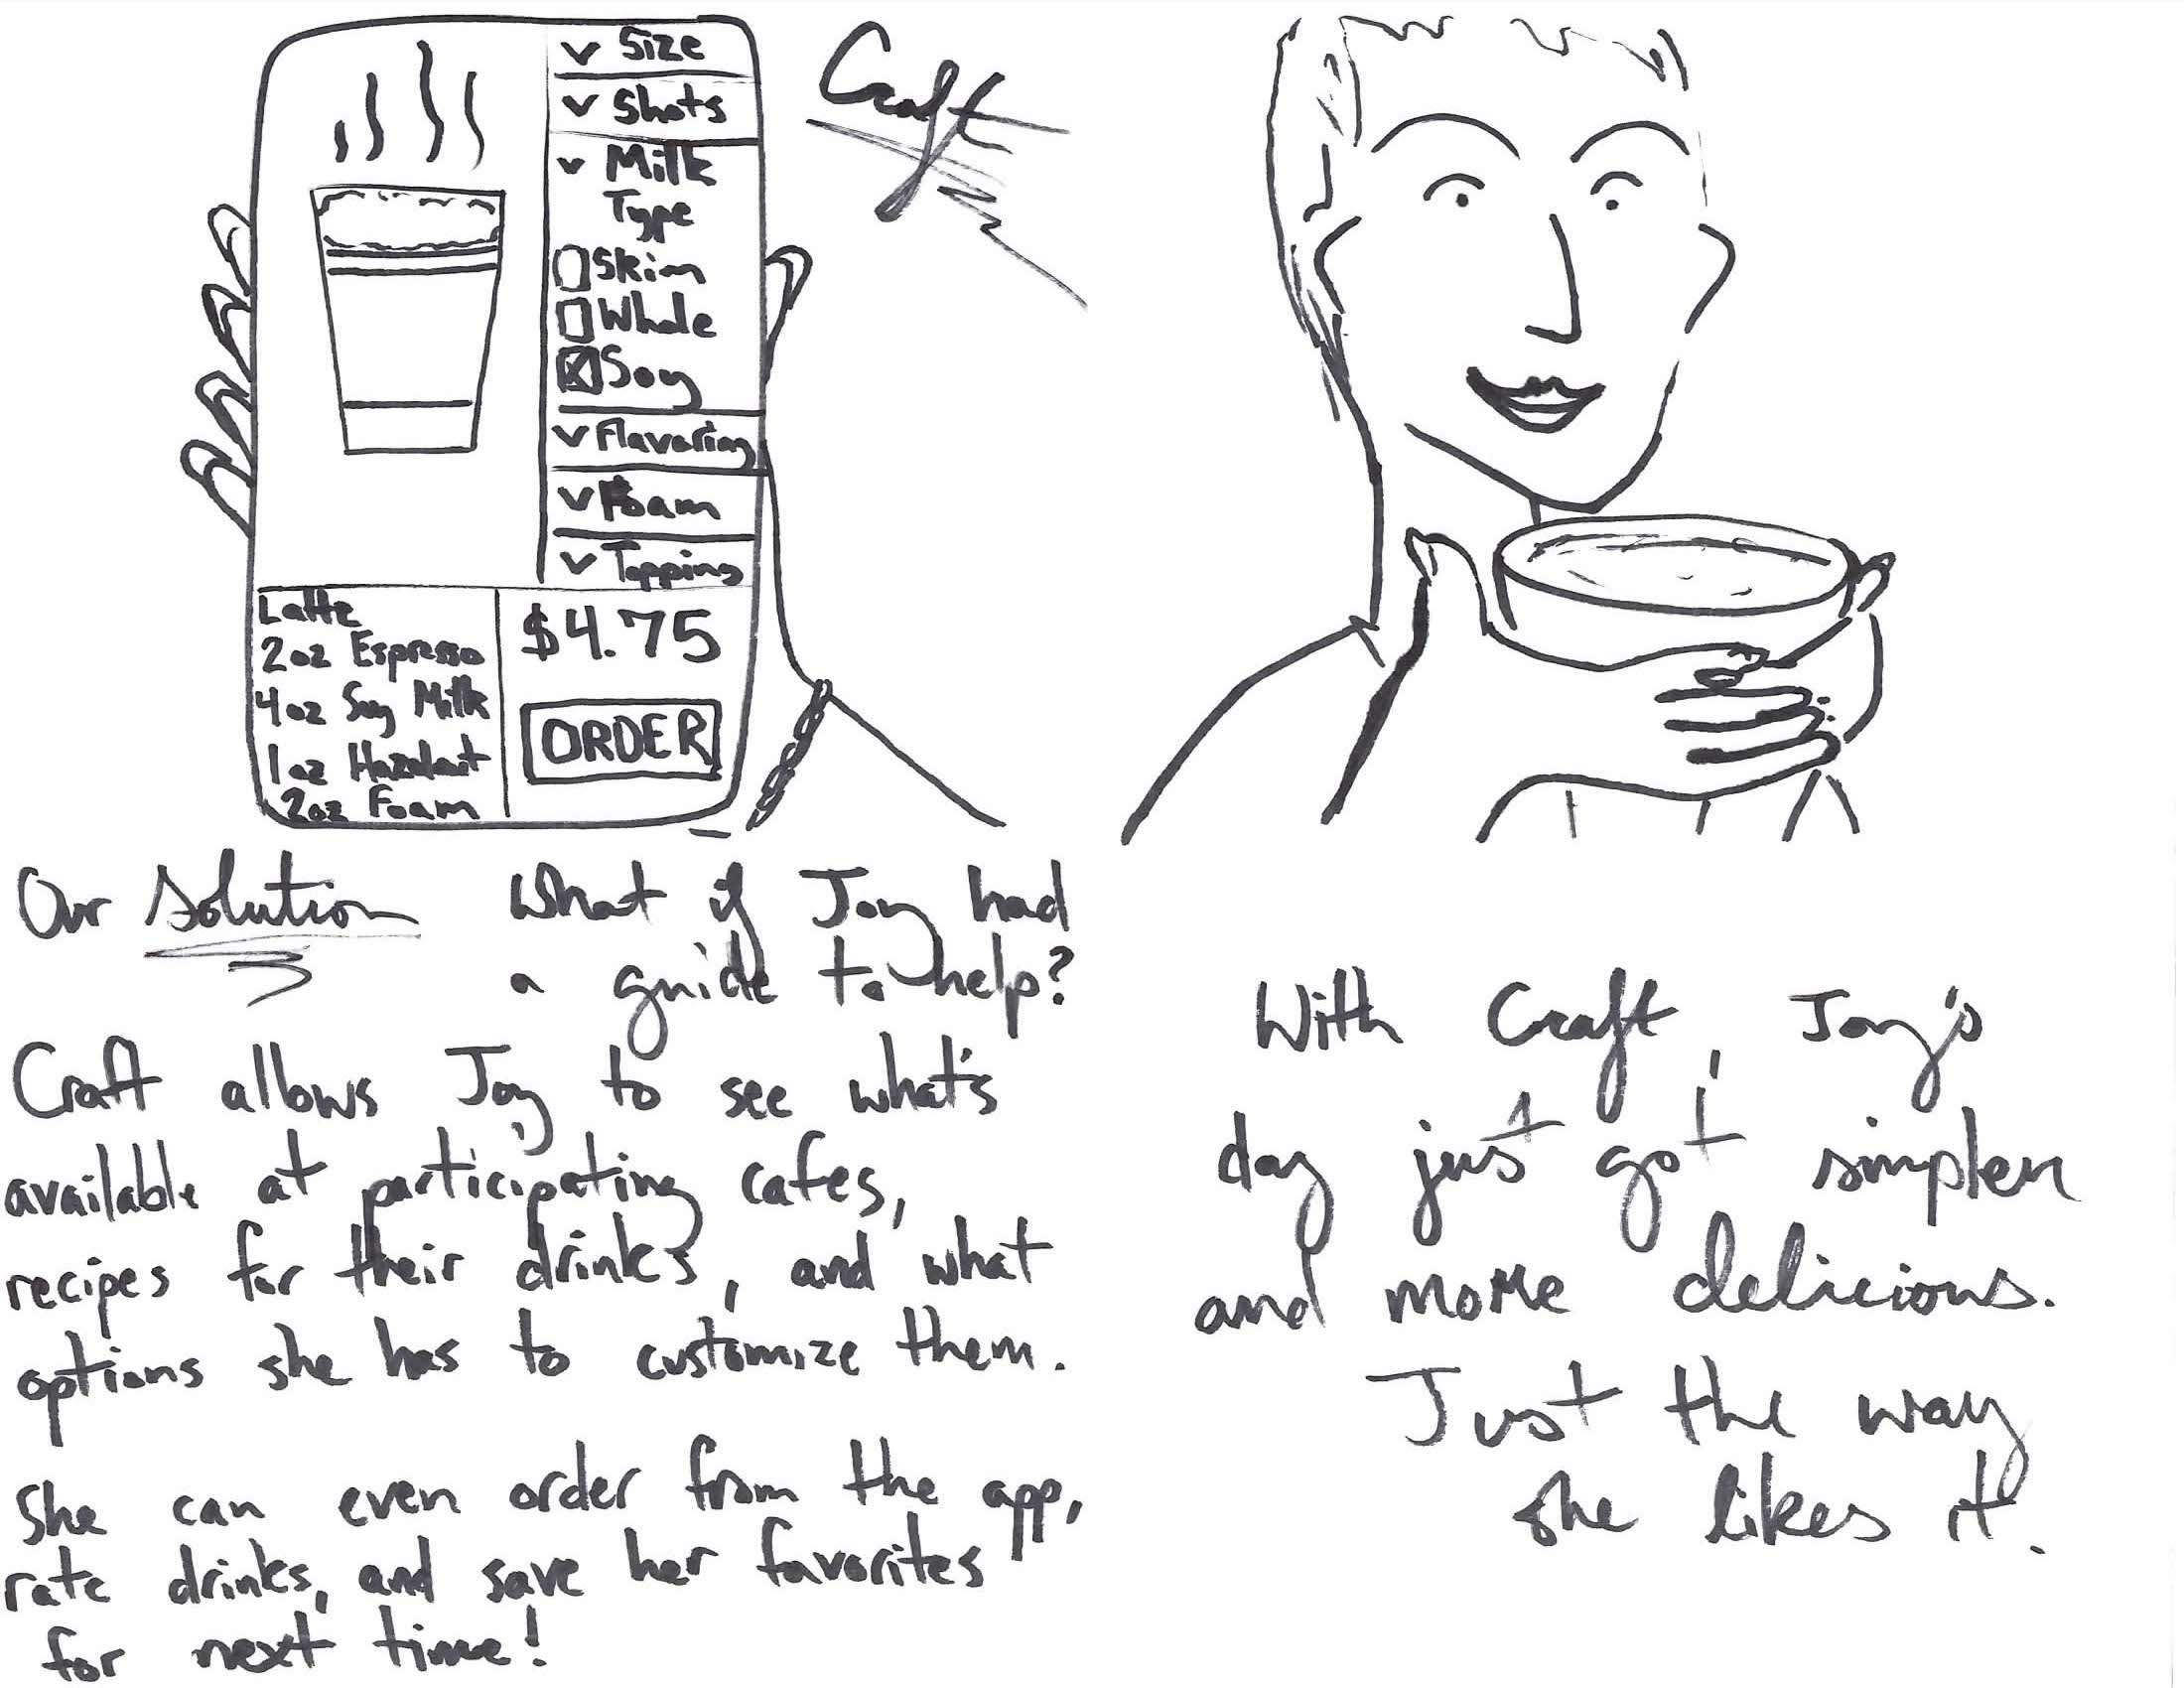 v Size
v Shots
v Milk
Type
Skim
Whole
Soy
v Flavoring
v Foam
v Topping
Latte
2oz Espresso
4oz Soy Milk
1oz Hazelnut
2oz Foam
$4.75
ORDER
Craft
Our solution
What if Joy had
a guide to help?
Craft allows Joy to see what's
available at participating cafes,
recipes for their drinks, and what
options she has to customize them.
She can even order from the app,
rate drinks, and save her favorites
for next time!
With Craft, Joy's
day just got simpler
and more delicious.
Just the way
she likes it.